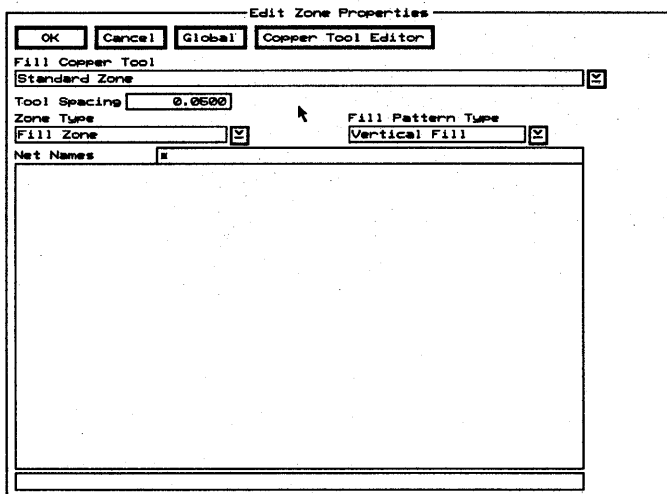 Edit Zone Properties
OK Cancel Global Copper Tool Editor
Fill Copper Tool
Standard Zone
Tool Spacing 0.0500
Zone Type Fill Pattern Type
Fill Zone Vertical Fill
Net Names